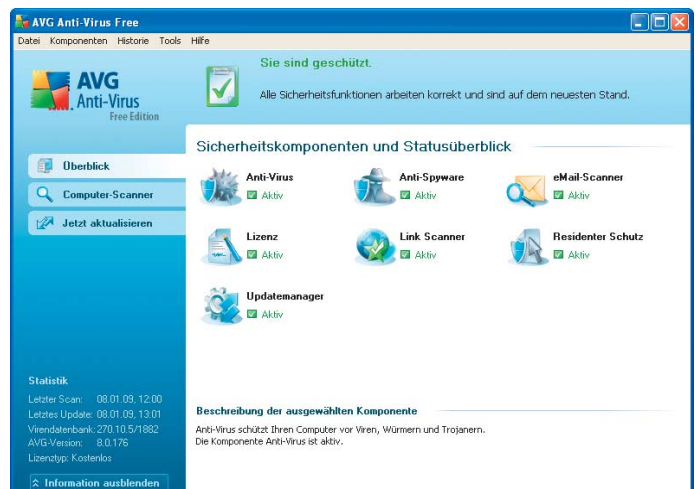 AVG Anti-Virus Free
Datei Komponenten Historie Tools Hilfe
AVG
Anti-Virus
Free Edition
Sie sind geschützt.
Alle Sicherheitsfunktionen arbeiten korrekt und sind auf dem neuesten Stand.
Überblick
Computer-Scanner
Jetzt aktualisieren
Sicherheitskomponenten und Statusüberblick
Anti-Virus
Aktiv
Anti-Spyware
Aktiv
eMail-Scanner
Aktiv
Lizenz
Aktiv
Link Scanner
Aktiv
Residenter Schutz
Aktiv
Updatemanager
Aktiv
Statistik
Letzter Scan: 08.01.09, 12:00
Letztes Update: 08.01.09, 13:01
Virendatenbank: 270.10.5/1882
AVG-Version: 8.0.176
Lizenztyp: Kostenlos
Information ausblenden
Beschreibung der ausgewählten Komponente
Anti-Virus schützt Ihren Computer vor Viren, Würmern und Trojanern.
Die Komponente Anti-Virus ist aktiv.